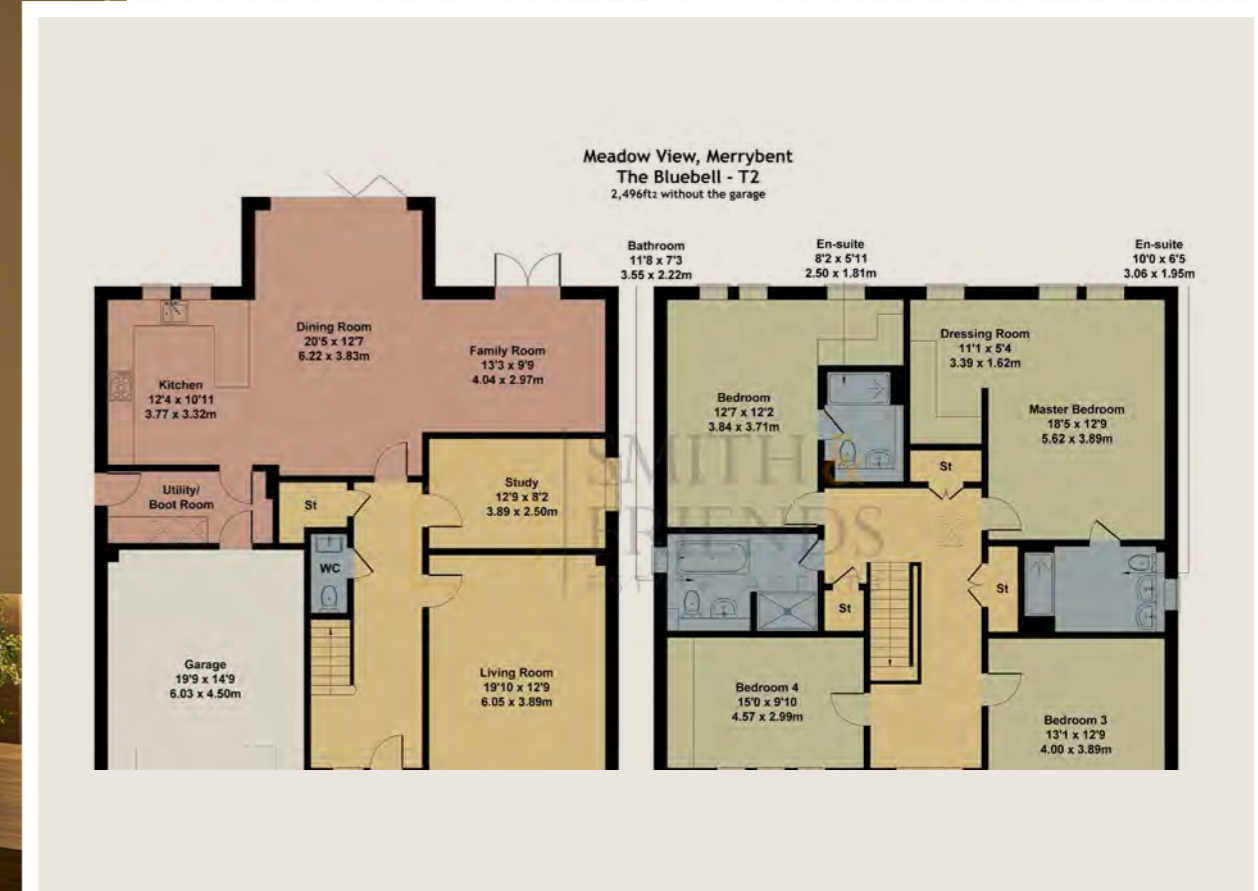 Meadow View, Merrybent
The Bluebell - T2
2,496ft2 without the garage
Bathroom
11'8 x 7'3
3.55 x 2.22m
En-suite
8'2 x 5'11
2.50 x 1.81m
En-suite
10'0 x 6'5
3.06 x 1.95m
Dining Room
20'5 x 12'7
6.22 x 3.83m
Family Room
13'3 x 9'9
4.04 x 2.97m
Kitchen
12'4 x 10'11
3.77 x 3.32m
Utility/
Boot Room
St
Study
12'9 x 8'2
3.89 x 2.50m
WC
Garage
19'9 x 14'9
6.03 x 4.50m
Living Room
19'10 x 12'9
6.05 x 3.89m
Dressing Room
11'1 x 5'4
3.39 x 1.62m
Bedroom
12'7 x 12'2
3.84 x 3.71m
Master Bedroom
18'5 x 12'9
5.62 x 3.89m
St
St
St
Bedroom 4
15'0 x 9'10
4.57 x 2.99m
Bedroom 3
13'1 x 12'9
4.00 x 3.89m
SMITH &
FRIENDS